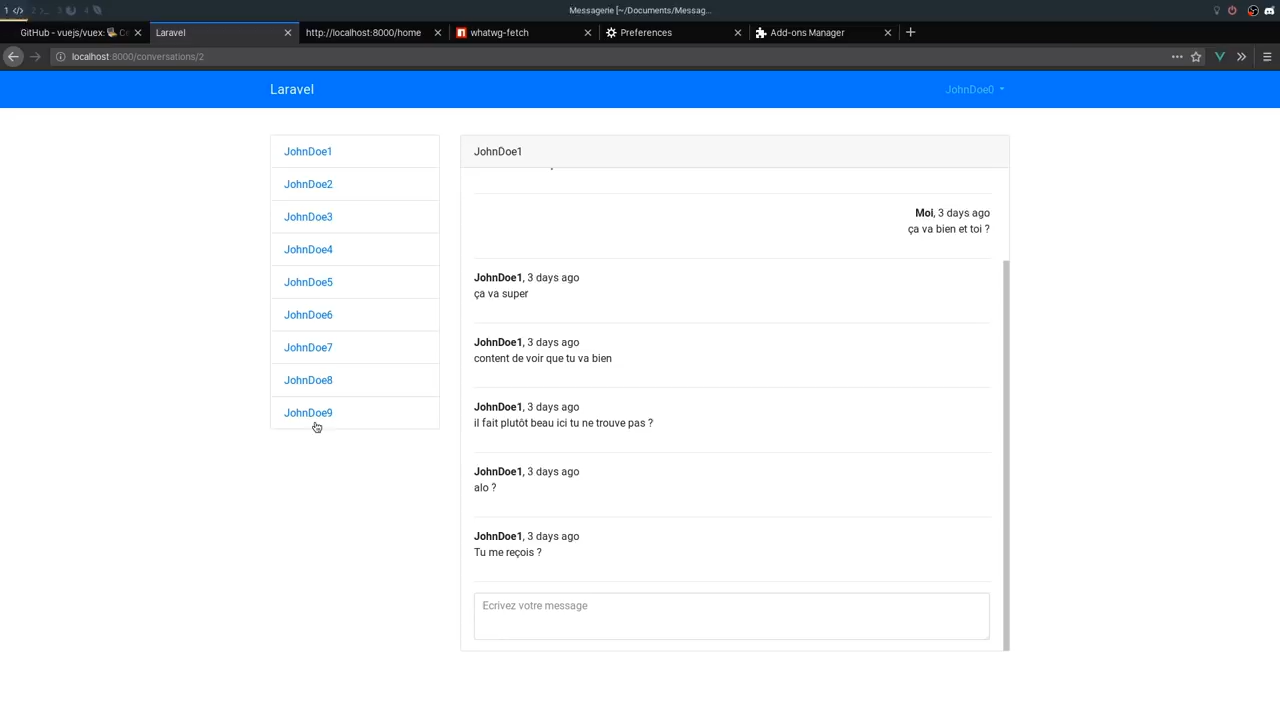 1 </> 2 3 4
Messagerie [~/Documents/Messag...
GitHub - vuejs/vuex:
Laravel
http://localhost:8000/home
whatwg-fetch
Preferences
Add-ons Manager
localhost:8000/conversations/2
Laravel
JohnDoe0
JohnDoe1
JohnDoe2
JohnDoe3
JohnDoe4
JohnDoe5
JohnDoe6
JohnDoe7
JohnDoe8
JohnDoe9
JohnDoe1
Moi, 3 days ago
ça va bien et toi ?
JohnDoe1, 3 days ago
ça va super
JohnDoe1, 3 days ago
content de voir que tu va bien
JohnDoe1, 3 days ago
il fait plutôt beau ici tu ne trouve pas ?
JohnDoe1, 3 days ago
alo ?
JohnDoe1, 3 days ago
Tu me reçois ?
Ecrivez votre message